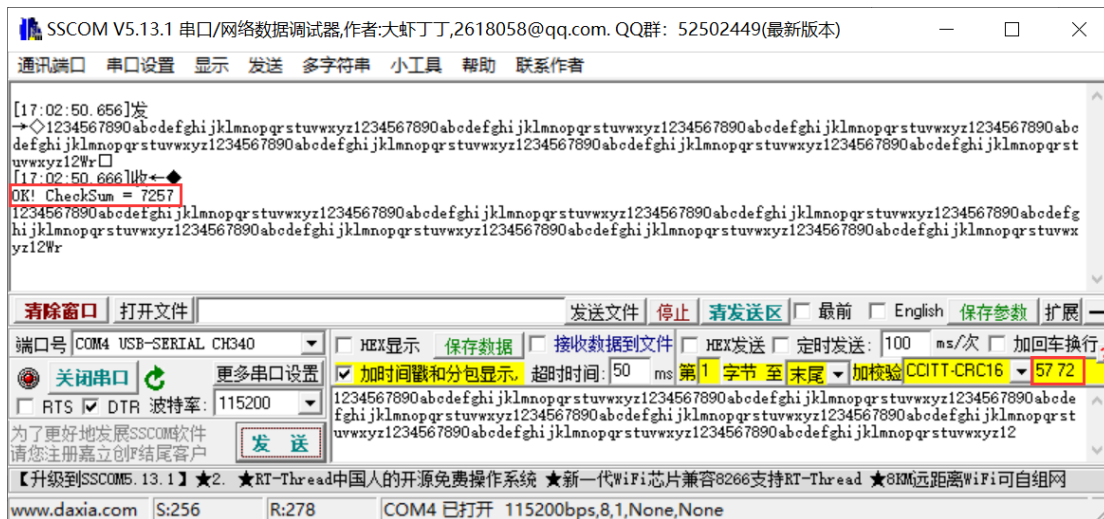 SSCOM V5.13.1 串口/网络数据调试器,作者:大虾丁丁,2618058@qq.com. QQ群：52502449(最新版本)
通讯端口 串口设置 显示 发送 多字符串 小工具 帮助 联系作者
[17:02:50.656]发
→◇1234567890abcdefghijklmnopqrstuvwxyz1234567890abcdefghijklmnopqrstuvwxyz1234567890abcdefghijklmnopqrstuvwxyz1234567890abc
defghijklmnopqrstuvwxyz1234567890abcdefghijklmnopqrstuvwxyz1234567890abcdefghijklmnopqrstuvwxyz1234567890abcdefghijklmnopqrst
uvwxyz12Wr□
[17:02:50.666]收←◆
OK! CheckSum = 7257
1234567890abcdefghijklmnopqrstuvwxyz1234567890abcdefghijklmnopqrstuvwxyz1234567890abcdefghijklmnopqrstuvwxyz1234567890abcdefg
hijklmnopqrstuvwxyz1234567890abcdefghijklmnopqrstuvwxyz1234567890abcdefghijklmnopqrstuvwxyz1234567890abcdefghijklmnopqrstuvwx
yz12Wr
清除窗口 打开文件 发送文件 停止 清发送区 最前 English 保存参数 扩展 —
端口号 COM4 USB-SERIAL CH340 HEX显示 保存数据 接收数据到文件 HEX发送 定时发送: 100 ms/次 加回车换行
关闭串口 更多串口设置 加时间戳和分包显示, 超时时间: 50 ms 第 1 字节 至 末尾 加校验 CCITT-CRC16 57 72
RTS DTR 波特率: 115200
1234567890abcdefghijklmnopqrstuvwxyz1234567890abcdefghijklmnopqrstuvwxyz1234567890abcdefghijklmnopqrstuvwxyz1234567890abcde
fghijklmnopqrstuvwxyz1234567890abcdefghijklmnopqrstuvwxyz1234567890abcdefghijklmnopqrstuvwxyz1234567890abcdefghijklmnopqrst
uvwxyz1234567890abcdefghijklmnopqrstuvwxyz1234567890abcdefghijklmnopqrstuvwxyz12
为了更好地发展SSCOM软件
请您注册嘉立创F结尾客户
发 送
【升级到SSCOM5.13.1】★2. ★RT-Thread中国人的开源免费操作系统 ★新一代WiFi芯片兼容8266支持RT-Thread ★8KM远距离WiFi可自组网
www.daxia.com S:256 R:278 COM4 已打开 115200bps,8,1,None,None